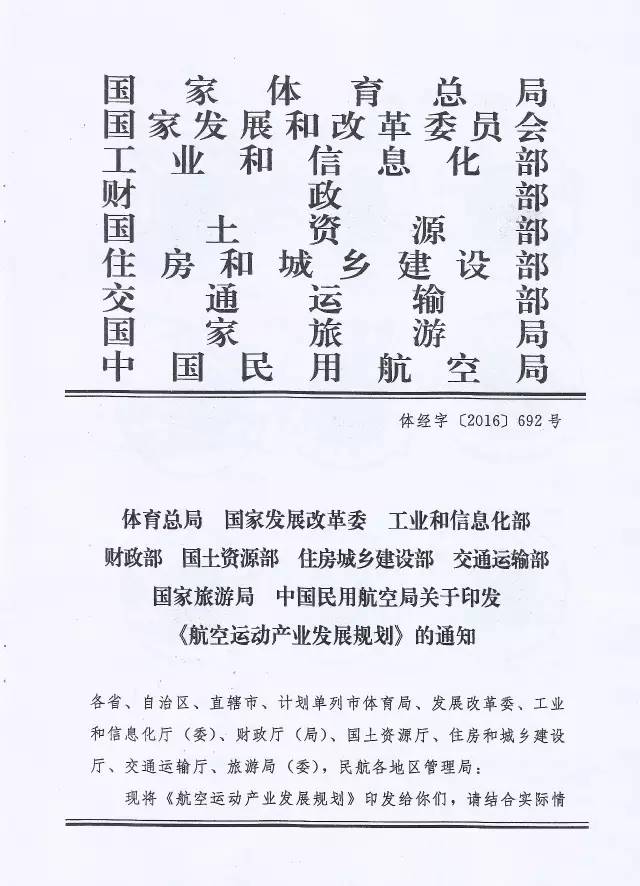 国家体育总局
国家发展和改革委员会
工业和信息化部
财政部
国土资源部
住房和城乡建设部
交通运输部
国家旅游局
中国民用航空局
体经字〔2016〕692号
体育总局 国家发展改革委 工业和信息化部
财政部 国土资源部 住房城乡建设部 交通运输部
国家旅游局 中国民用航空局关于印发
《航空运动产业发展规划》的通知
各省、自治区、直辖市、计划单列市体育局、发展改革委、工业
和信息化厅（委）、财政厅（局）、国土资源厅、住房和城乡建设
厅、交通运输厅、旅游局（委），民航各地区管理局：
现将《航空运动产业发展规划》印发给你们，请结合实际情